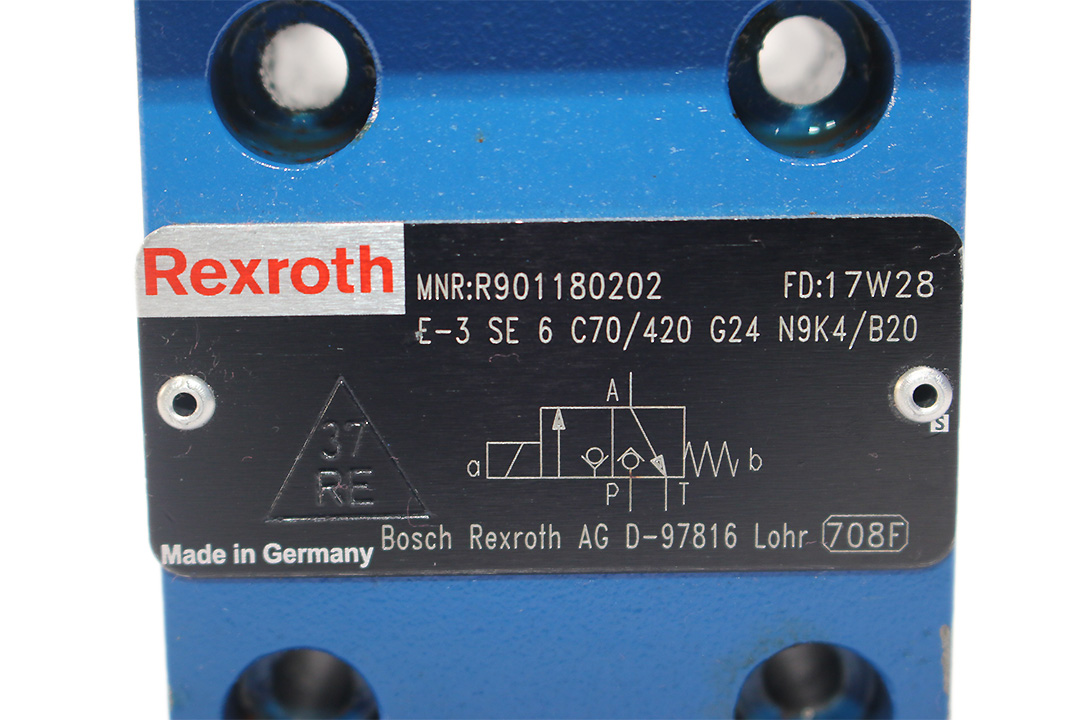 Rexroth
MNR:R901180202 FD:17W28
E-3 SE 6 C70/420 G24 N9K4/B20
S
A
37
RE
a b
P T
Bosch Rexroth AG D-97816 Lohr 708F
Made in Germany